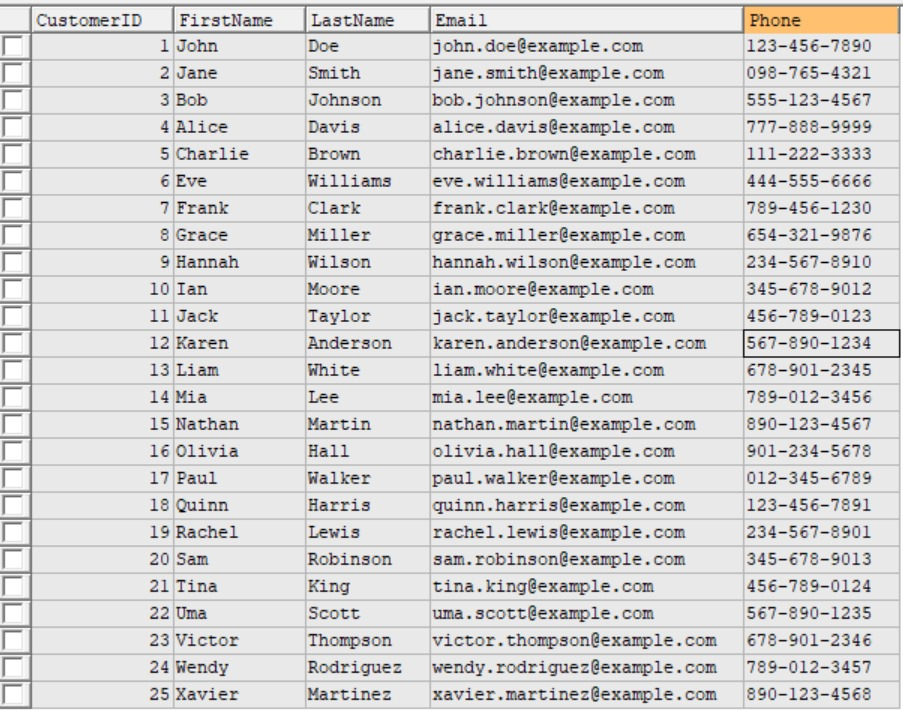 CustomerID FirstName LastName Email Phone
1 John Doe john.doe@example.com 123-456-7890
2 Jane Smith jane.smith@example.com 098-765-4321
3 Bob Johnson bob.johnson@example.com 555-123-4567
4 Alice Davis alice.davis@example.com 777-888-9999
5 Charlie Brown charlie.brown@example.com 111-222-3333
6 Eve Williams eve.williams@example.com 444-555-6666
7 Frank Clark frank.clark@example.com 789-456-1230
8 Grace Miller grace.miller@example.com 654-321-9876
9 Hannah Wilson hannah.wilson@example.com 234-567-8910
10 Ian Moore ian.moore@example.com 345-678-9012
11 Jack Taylor jack.taylor@example.com 456-789-0123
12 Karen Anderson karen.anderson@example.com 567-890-1234
13 Liam White liam.white@example.com 678-901-2345
14 Mia Lee mia.lee@example.com 789-012-3456
15 Nathan Martin nathan.martin@example.com 890-123-4567
16 Olivia Hall olivia.hall@example.com 901-234-5678
17 Paul Walker paul.walker@example.com 012-345-6789
18 Quinn Harris quinn.harris@example.com 123-456-7891
19 Rachel Lewis rachel.lewis@example.com 234-567-8901
20 Sam Robinson sam.robinson@example.com 345-678-9013
21 Tina King tina.king@example.com 456-789-0124
22 Uma Scott uma.scott@example.com 567-890-1235
23 Victor Thompson victor.thompson@example.com 678-901-2346
24 Wendy Rodriguez wendy.rodriguez@example.com 789-012-3457
25 Xavier Martinez xavier.martinez@example.com 890-123-4568